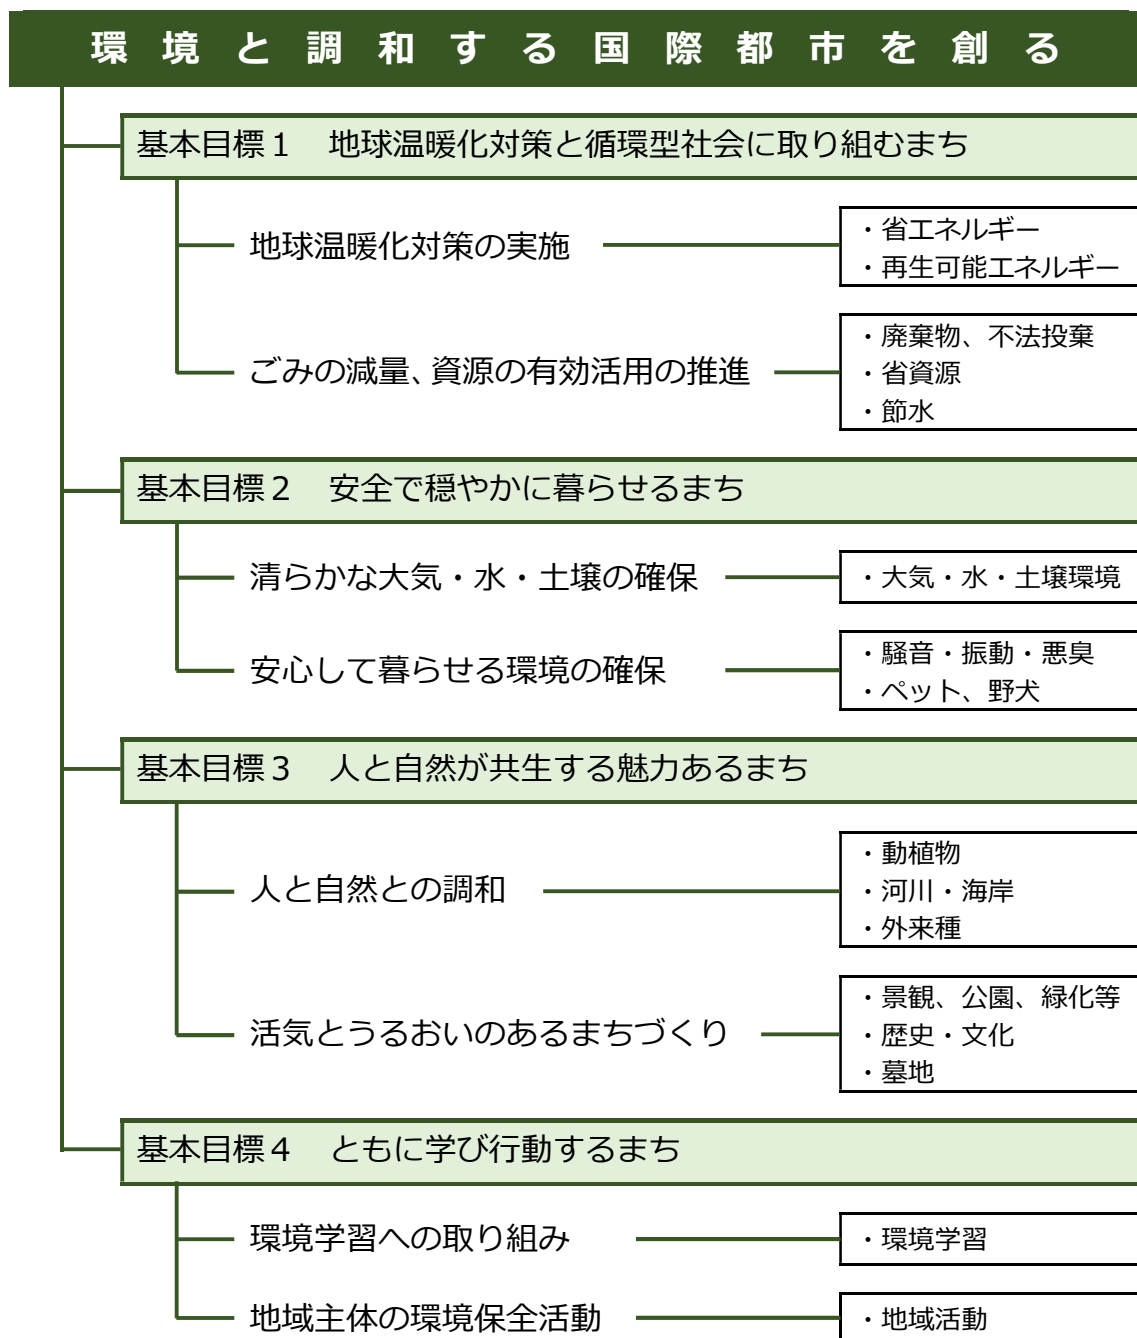 環境と調和する国際都市を創る
基本目標１　地球温暖化対策と循環型社会に取り組むまち
地球温暖化対策の実施
・省エネルギー
・再生可能エネルギー
ごみの減量、資源の有効活用の推進
・廃棄物、不法投棄
・省資源
・節水
基本目標２　安全で穏やかに暮らせるまち
清らかな大気・水・土壌の確保
・大気・水・土壌環境
安心して暮らせる環境の確保
・騒音・振動・悪臭
・ペット、野犬
基本目標３　人と自然が共生する魅力あるまち
人と自然との調和
・動植物
・河川・海岸
・外来種
活気とうるおいのあるまちづくり
・景観、公園、緑化等
・歴史・文化
・墓地
基本目標４　ともに学び行動するまち
環境学習への取り組み
・環境学習
地域主体の環境保全活動
・地域活動